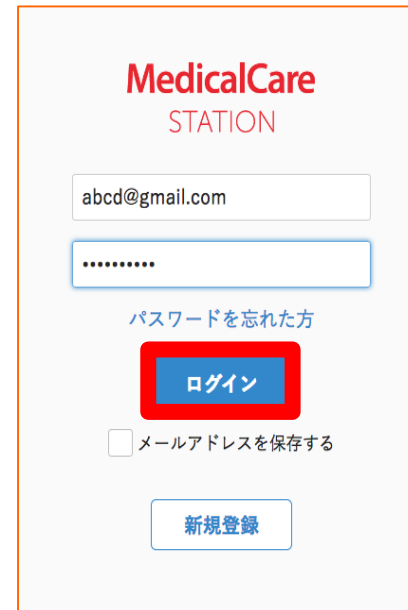 MedicalCare
STATION
abcd@gmail.com
••••••••••
パスワードを忘れた方
ログイン
メールアドレスを保存する
新規登録